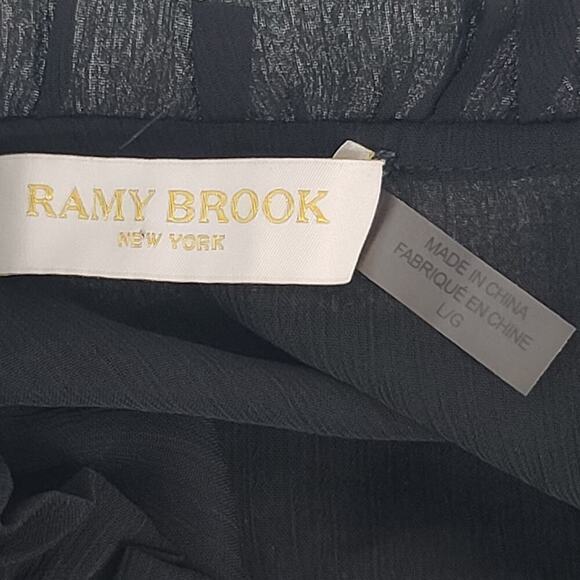 RAMY BROOK
NEW YORK
MADE IN CHINA
FABRIQUÉ EN CHINE
L/G